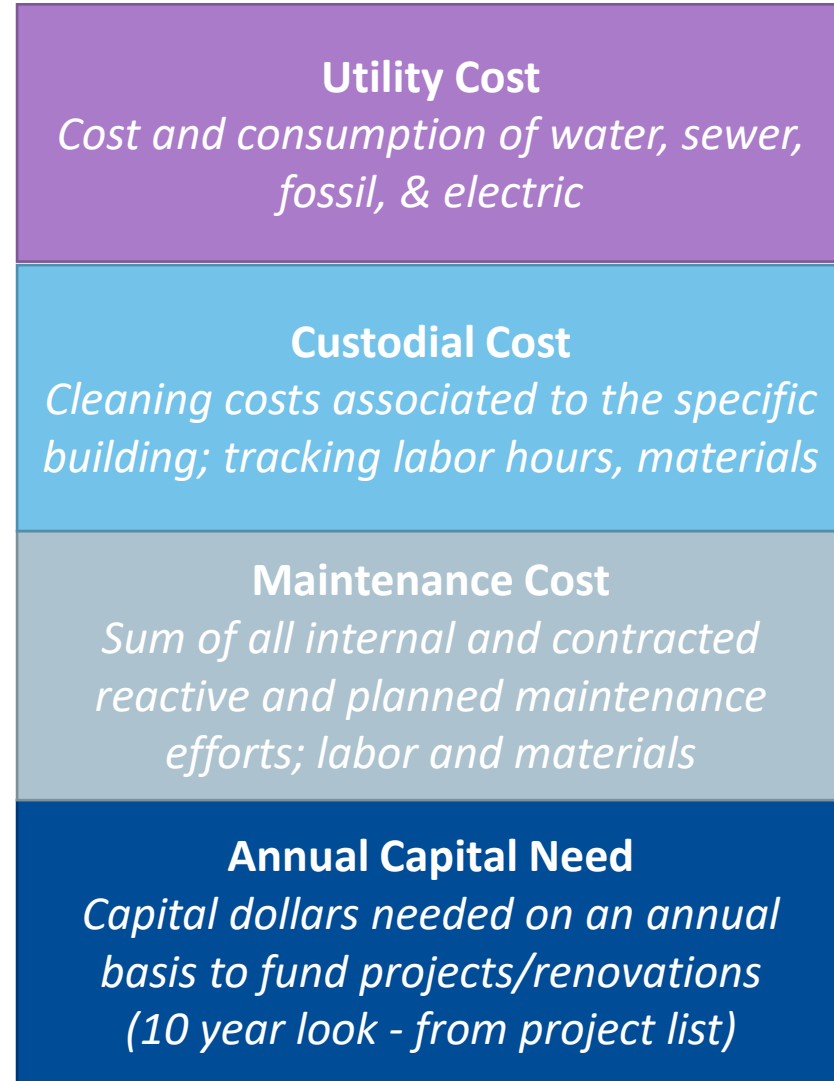 Utility Cost
Cost and consumption of water, sewer,
fossil, & electric
Custodial Cost
Cleaning costs associated to the specific
building; tracking labor hours, materials
Maintenance Cost
Sum of all internal and contracted
reactive and planned maintenance
efforts; labor and materials
Annual Capital Need
Capital dollars needed on an annual
basis to fund projects/renovations
(10 year look - from project list)